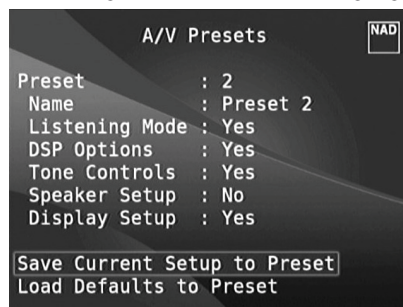 A/V Presets
NAD
Preset : 2
Name : Preset 2
Listening Mode : Yes
DSP Options : Yes
Tone Controls : Yes
Speaker Setup : No
Display Setup : Yes
Save Current Setup to Preset
Load Defaults to Preset